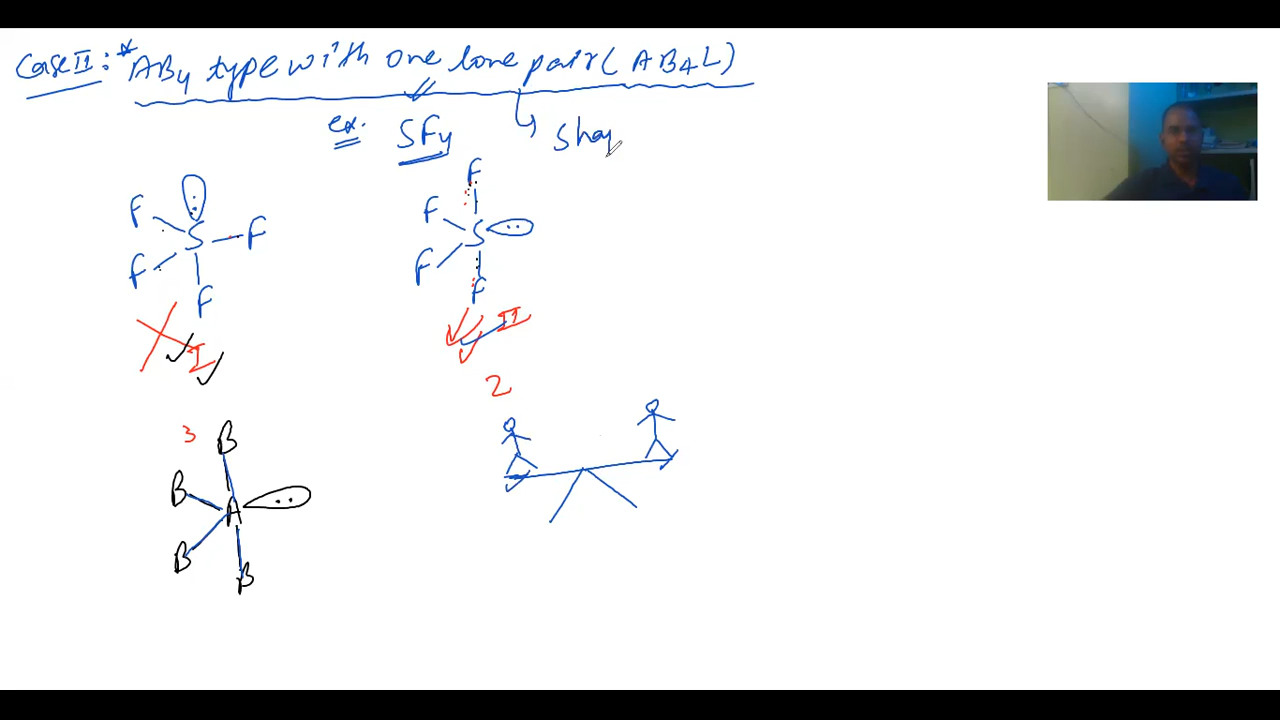 Case II: * AB4 type with one lone pair (AB4L)
ex. SF4
Shap
F
F S F
F
F
F
F S
F
F
I
II
3
2
B
B
A
B
B